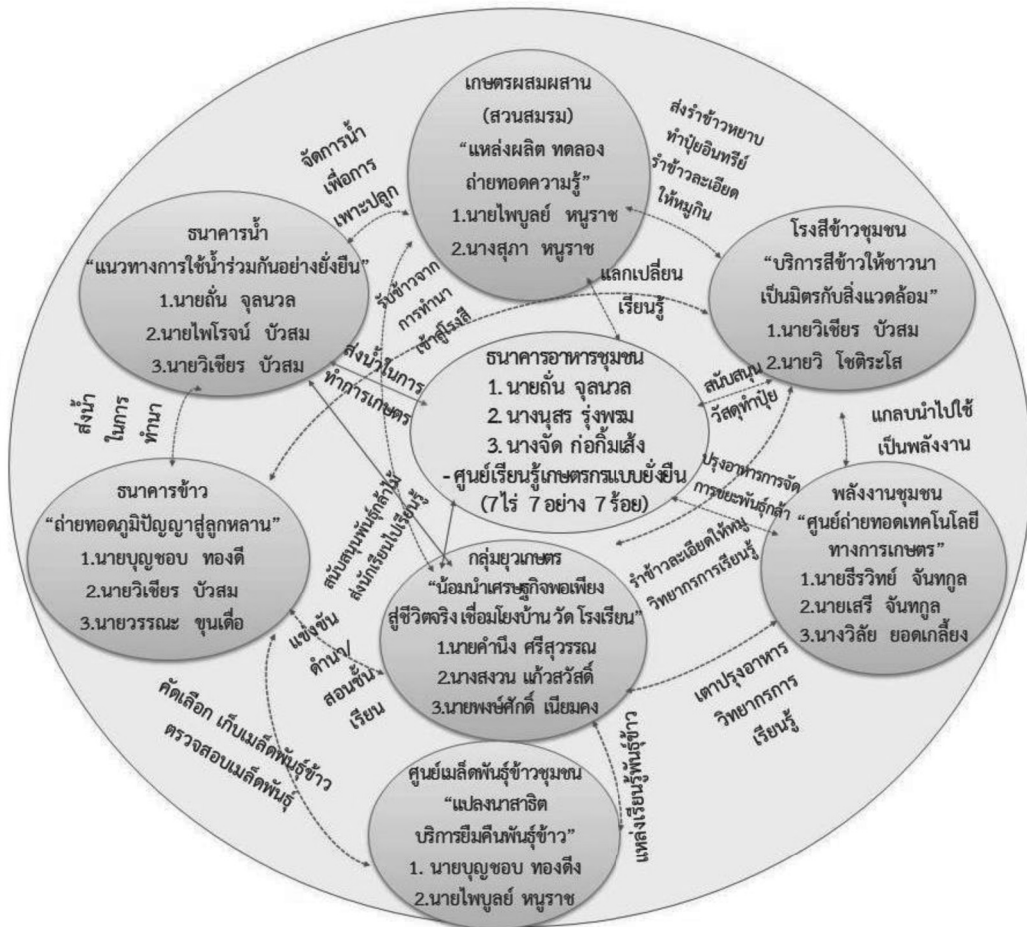 เกษตรผสมผสาน
(สวนสมรม)
“แหล่งผลิต ทดลอง
ถ่ายทอดความรู้”
1.นายไพบูลย์ หนูราช
2.นางสุภา หนูราช
จัดการน้ำ
เพื่อการ
เพาะปลูก
ส่งรำข้าวหยาบ
ทำปุ๋ยอินทรีย์
รำข้าวละเอียด
ให้หมูกิน
ธนาคารน้ำ
“แนวทางการใช้น้ำร่วมกันอย่างยั่งยืน”
1.นายถั่น จุลนวล
2.นายไพโรจน์ บัวสม
3.นายวิเชียร บัวสม
รับข้าวจาก
การทำนา
เข้าสู่โรงสี
แลกเปลี่ยน
เรียนรู้
โรงสีข้าวชุมชน
“บริการสีข้าวให้ชาวนา
เป็นมิตรกับสิ่งแวดล้อม”
1.นายวิเชียร บัวสม
2.นายวิ โชติระโส
ส่งน้ำในการ
ทำการเกษตร
ธนาคารอาหารชุมชน
1. นายถั่น จุลนวล
2. นางนุสร รุ่งพรม
3. นางจัด ก่อกิ้มเส้ง
- ศูนย์เรียนรู้เกษตรกรแบบยั่งยืน
(7 ไร่ 7 อย่าง 7 ร้อย)
สนับสนุน
วัสดุทำปุ๋ย
ส่งน้ำ
ในการ
ทำนา
แกลบนำไปใช้
เป็นพลังงาน
ธนาคารข้าว
“ถ่ายทอดภูมิปัญญาสู่ลูกหลาน”
1.นายบุญชอบ ทองดี
2.นายวิเชียร บัวสม
3.นายวรรณะ ขุนเดื่อ
สนับสนุนพันธุ์กล้าไม้
ส่งนักเรียนไปเรียนรู้
ปรุงอาหารการจัด
การขยะพันธุ์กล้า
พลังงานชุมชน
“ศูนย์ถ่ายทอดเทคโนโลยี
ทางการเกษตร”
1.นายธีรวิทย์ จันทกูล
2.นายเสรี จันทกูล
3.นางวิลัย ยอดเกลี้ยง
กลุ่มยุวเกษตร
“น้อมนำเศรษฐกิจพอเพียง
สู่ชีวิตจริง เชื่อมโยงบ้าน วัด โรงเรียน”
1.นายคำนึง ศรีสุวรรณ
2.นางสงวน แก้วสวัสดิ์
3.นายพงษ์ศักดิ์ เนียมคง
รำข้าวละเอียดให้หมู
วิทยากรการเรียนรู้
แข่งขัน
ดำนา/
สอนชั้น
เรียน
เตาปรุงอาหาร
วิทยากรการ
เรียนรู้
คัดเลือก เก็บเมล็ดพันธุ์ข้าว
ตรวจสอบเมล็ดพันธุ์
แหล่งเรียนรู้พันธุ์ข้าว
ศูนย์เมล็ดพันธุ์ข้าวชุมชน
“แปลงนาสาธิต
บริการยืมคืนพันธุ์ข้าว”
1. นายบุญชอบ ทองดึง
2.นายไพบูลย์ หนูราช